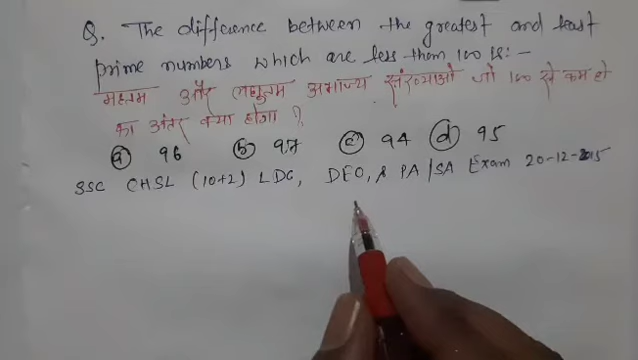 Q. The difference between the greatest and least
prime numbers which are less them 100 is:-
महत्तम और लघुत्तम अभाज्य संख्याओं जो 100 से कम हो
का अंतर क्या होगा ?
(a) 96 (b) 97 (c) 94 (d) 95
SSC CHSL (10+2) LDC, DEO, & PA/SA Exam 20-12-2015